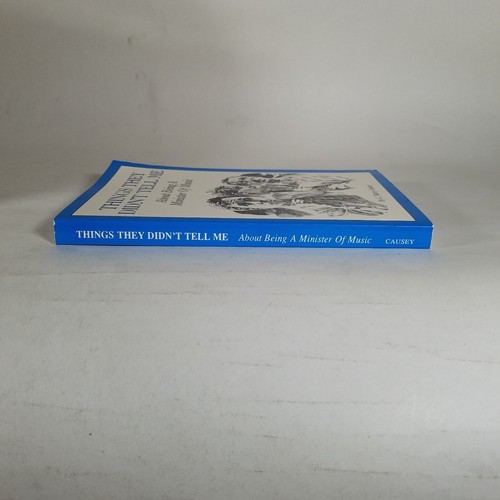 THINGS THEY
DIDN'T TELL ME
About Being A
Minister Of Music
THINGS THEY DIDN'T TELL ME About Being A Minister Of Music CAUSEY